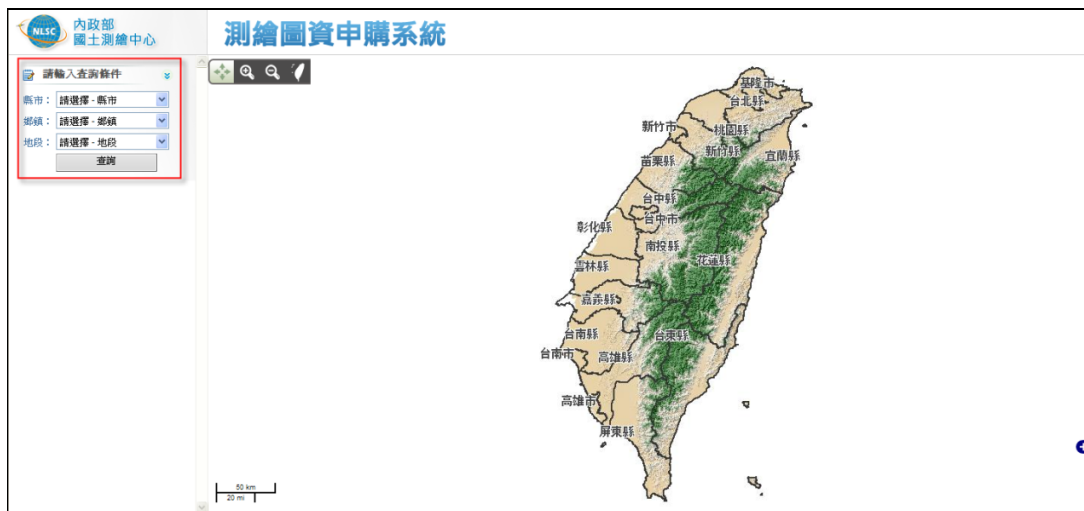 NLSC
內政部
國土測繪中心
測繪圖資申購系統
請輸入查詢條件
縣市： 請選擇 - 縣市
鄉鎮： 請選擇 - 鄉鎮
地段： 請選擇 - 地段
查詢
基隆市
台北縣
新竹市
桃園縣
新竹縣
宜蘭縣
苗栗縣
台中縣
台中市
彰化縣
南投縣
花蓮縣
雲林縣
嘉義縣
台南縣
台東縣
台南市
高雄縣
高雄市
屏東縣
50 km
20 mi